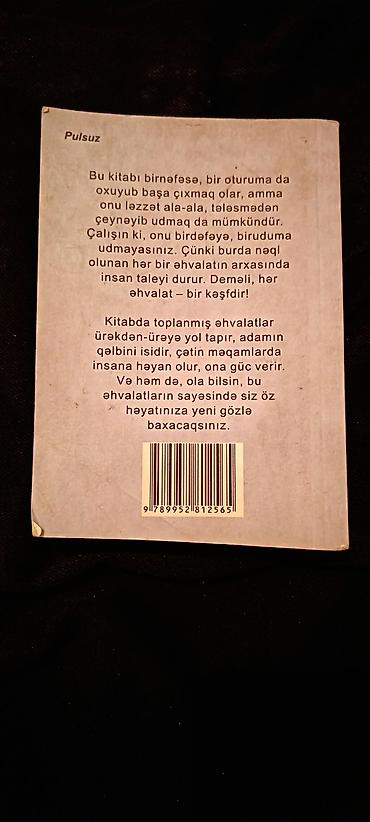 Pulsuz
Bu kitabı birnəfəsə, bir oturuma da
oxuyub başa çıxmaq olar, amma
onu ləzzət ala-ala, tələsmədən
çeynəyib udmaq da mümkündür.
Çalışın ki, onu birdəfəyə, biruduma
udmayasınız. Çünki burda nəql
olunan hər bir əhvalatın arxasında
insan taleyi durur. Deməli, hər
əhvalat – bir kəşfdir!
Kitabda toplanmış əhvalatlar
ürəkdən-ürəyə yol tapır, adamın
qəlbini isidir, çətin məqamlarda
insana həyan olur, ona güc verir.
Və həm də, ola bilsin, bu
əhvalatların sayəsində siz öz
həyatınıza yeni gözlə
baxacaqsınız.
9 789952 812565